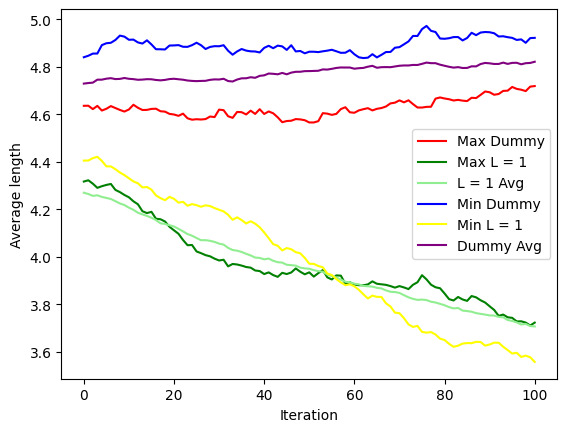 5.0
4.8
4.6
4.4
4.2
4.0
3.8
3.6
Average length
0
20
40
60
80
100
Iteration
Max Dummy
Max L = 1
L = 1 Avg
Min Dummy
Min L = 1
Dummy Avg